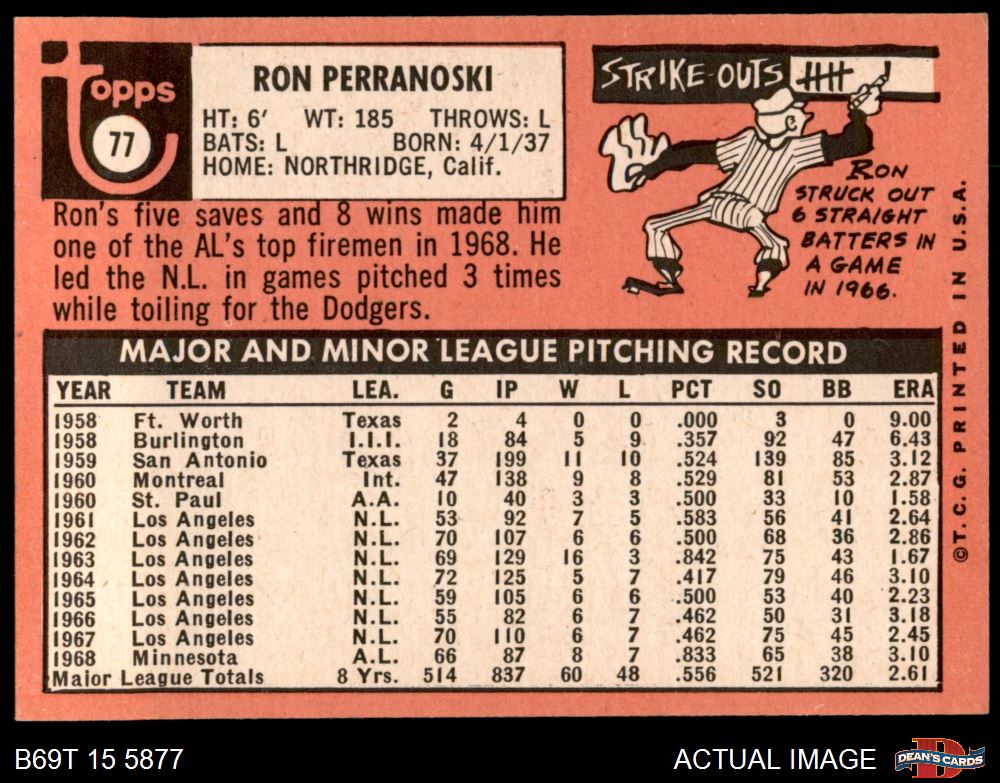 topps
77
RON PERRANOSKI
HT: 6' WT: 185 THROWS: L
BATS: L BORN: 4/1/37
HOME: NORTHRIDGE, Calif.
Ron's five saves and 8 wins made him
one of the AL's top firemen in 1968. He
led the N.L. in games pitched 3 times
while toiling for the Dodgers.
STRIKE-OUTS
RON
STRUCK OUT
6 STRAIGHT
BATTERS IN
A GAME
IN 1966.
MAJOR AND MINOR LEAGUE PITCHING RECORD
YEAR TEAM LEA. G IP W L PCT SO BB ERA
1958 Ft. Worth Texas 2 4 0 0 .000 3 0 9.00
1958 Burlington I.I.I. 18 84 5 9 .357 92 47 6.43
1959 San Antonio Texas 37 199 11 10 .524 139 85 3.12
1960 Montreal Int. 47 138 9 8 .529 81 53 2.87
1960 St. Paul A.A. 10 40 3 3 .500 33 10 1.58
1961 Los Angeles N.L. 53 92 7 5 .583 56 41 2.64
1962 Los Angeles N.L. 70 107 6 6 .500 68 36 2.86
1963 Los Angeles N.L. 69 129 16 3 .842 75 43 1.67
1964 Los Angeles N.L. 72 125 5 7 .417 79 46 3.10
1965 Los Angeles N.L. 59 105 6 6 .500 53 40 2.23
1966 Los Angeles N.L. 55 82 6 7 .462 50 31 3.18
1967 Los Angeles N.L. 70 110 6 7 .462 75 45 2.45
1968 Minnesota A.L. 66 87 8 7 .833 65 38 3.10
Major League Totals 8 Yrs. 514 837 60 48 .556 521 320 2.61
©T.C.G. PRINTED IN U.S.A.
B69T 15 5877
ACTUAL IMAGE
DEAN'S CARDS